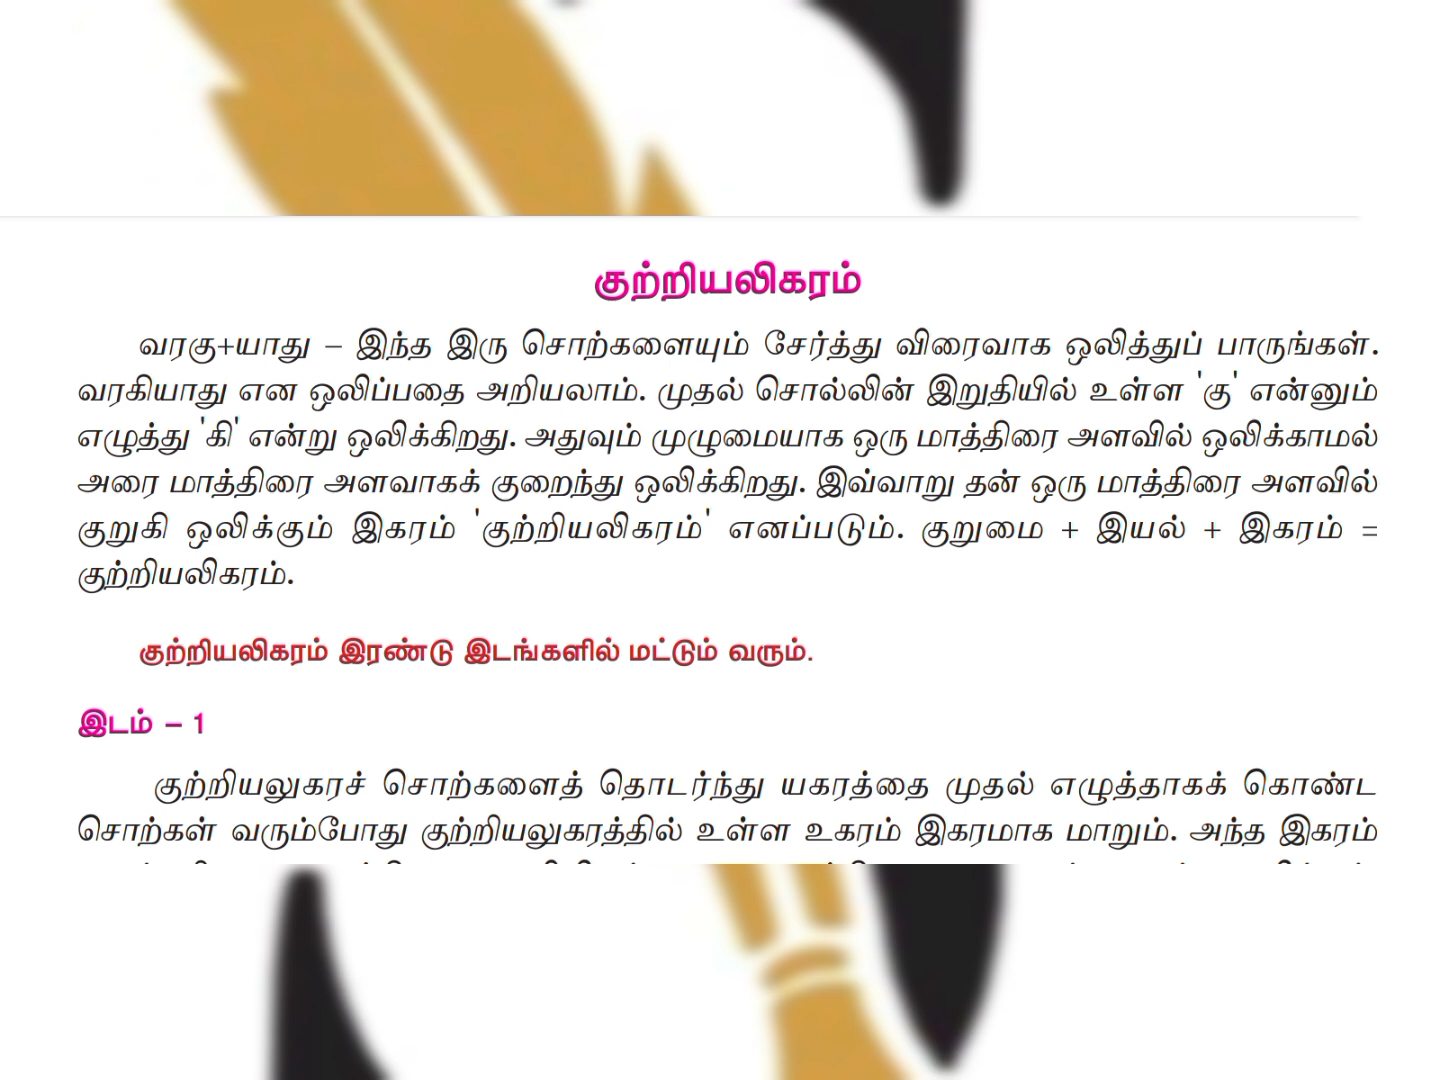 குற்றியலிகரம்
வரகு+யாது – இந்த இரு சொற்களையும் சேர்த்து விரைவாக ஒலித்துப் பாருங்கள்.
வரகியாது என ஒலிப்பதை அறியலாம். முதல் சொல்லின் இறுதியில் உள்ள 'கு' என்னும்
எழுத்து 'கி' என்று ஒலிக்கிறது. அதுவும் முழுமையாக ஒரு மாத்திரை அளவில் ஒலிக்காமல்
அரை மாத்திரை அளவாகக் குறைந்து ஒலிக்கிறது. இவ்வாறு தன் ஒரு மாத்திரை அளவில்
குறுகி ஒலிக்கும் இகரம் 'குற்றியலிகரம்' எனப்படும். குறுமை + இயல் + இகரம் =
குற்றியலிகரம்.
குற்றியலிகரம் இரண்டு இடங்களில் மட்டும் வரும்.
இடம் – 1
குற்றியலுகரச் சொற்களைத் தொடர்ந்து யகரத்தை முதல் எழுத்தாகக் கொண்ட
சொற்கள் வரும்போது குற்றியலுகரத்தில் உள்ள உகரம் இகரமாக மாறும். அந்த இகரம்